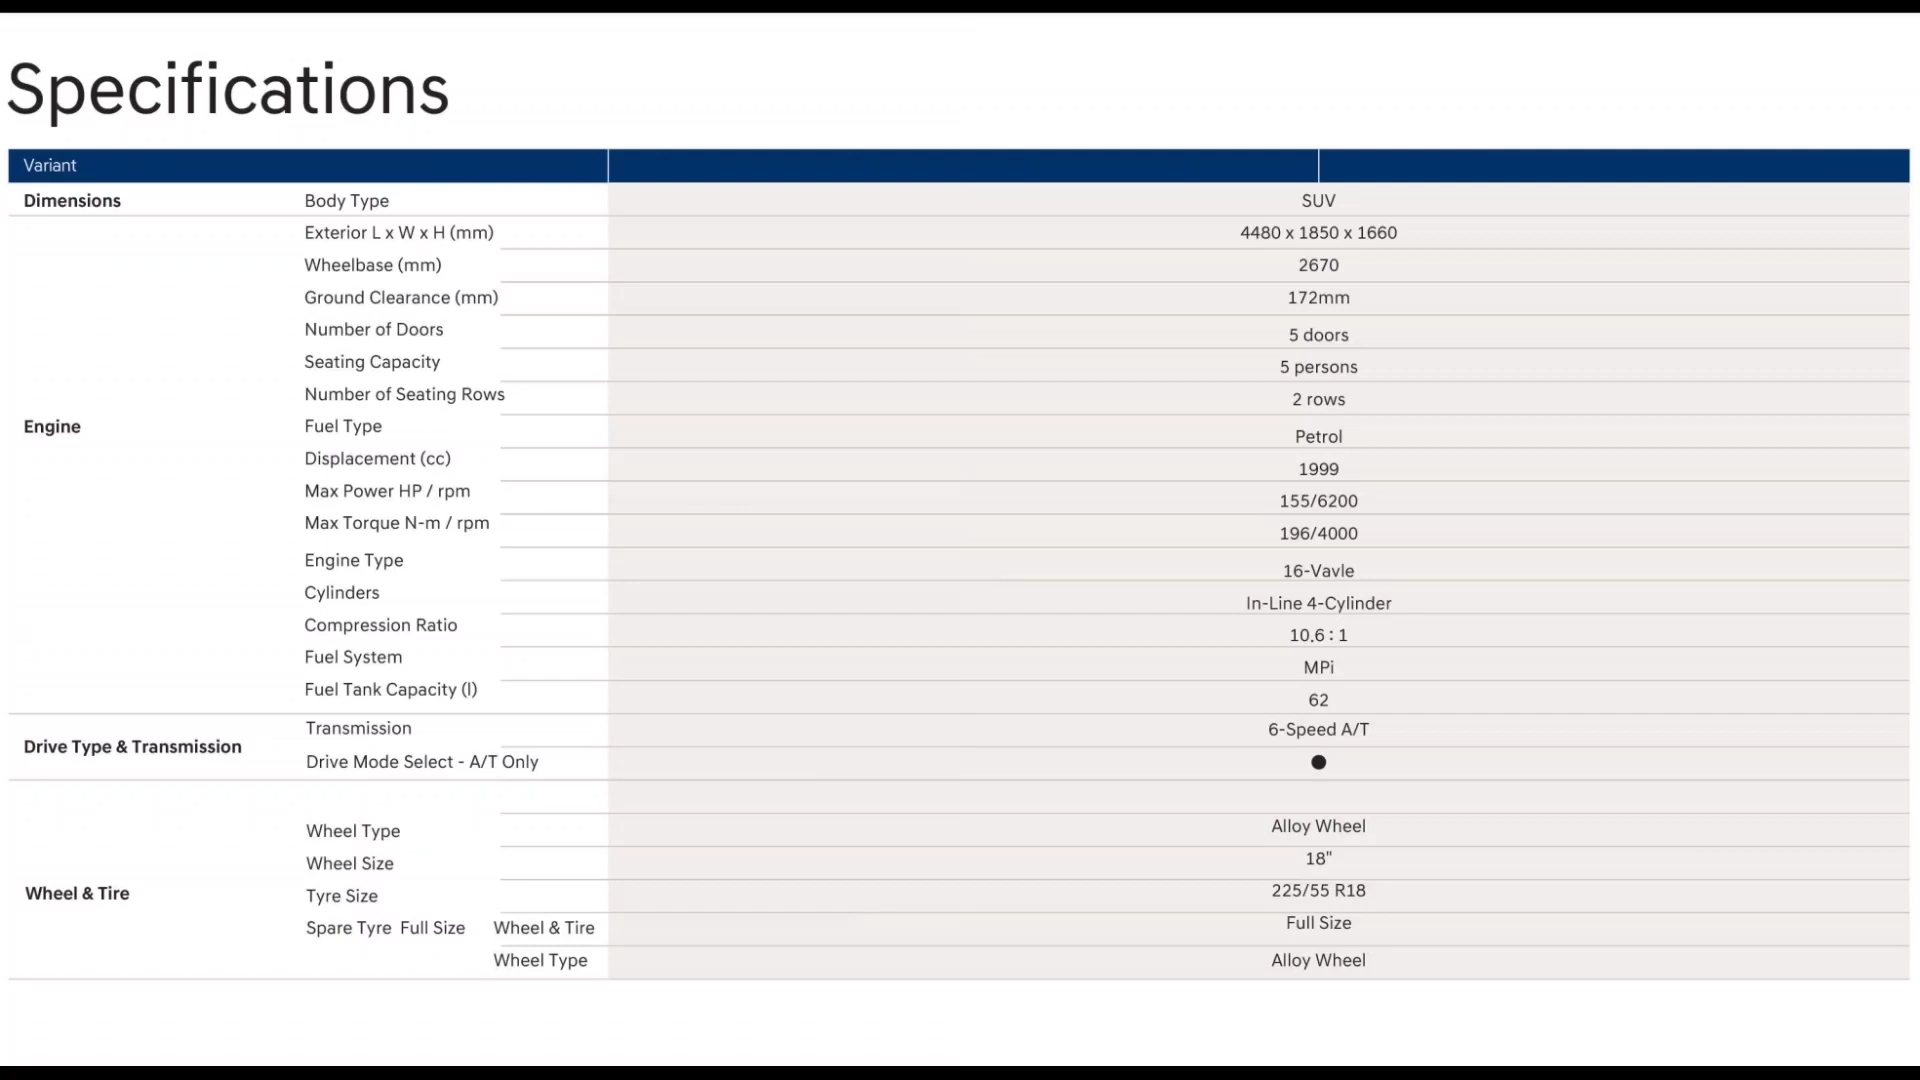 Specifications
Variant
Dimensions Body Type SUV
Exterior L x W x H (mm) 4480 x 1850 x 1660
Wheelbase (mm) 2670
Ground Clearance (mm) 172mm
Number of Doors 5 doors
Seating Capacity 5 persons
Number of Seating Rows 2 rows
Engine Fuel Type Petrol
Displacement (cc) 1999
Max Power HP / rpm 155/6200
Max Torque N-m / rpm 196/4000
Engine Type 16-Vavle
Cylinders In-Line 4-Cylinder
Compression Ratio 10.6 : 1
Fuel System MPi
Fuel Tank Capacity (l) 62
Transmission 6-Speed A/T
Drive Type & Transmission
Drive Mode Select - A/T Only ●
Wheel Type Alloy Wheel
Wheel Size 18"
Wheel & Tire Tyre Size 225/55 R18
Spare Tyre Full Size Wheel & Tire Full Size
Wheel Type Alloy Wheel